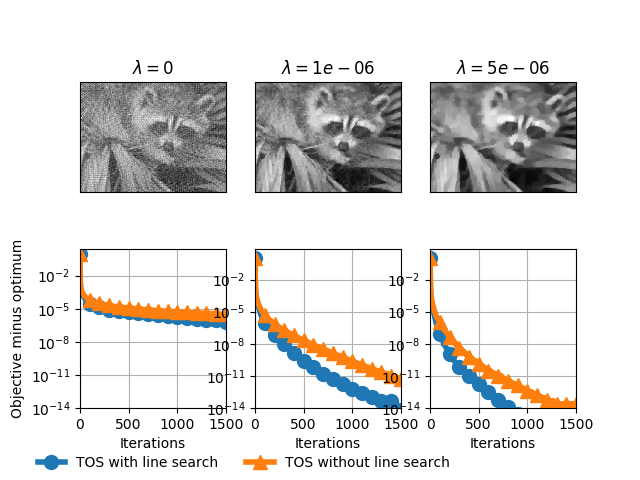 λ = 0
λ = 1e − 06
λ = 5e − 06
Objective minus optimum
10⁻²
10⁻⁵
10⁻⁸
10⁻¹¹
10⁻¹⁴
0 500 1000 1500
Iterations
10⁻²
10⁻⁵
10⁻⁸
10⁻¹¹
10⁻¹⁴
0 500 1000 1500
Iterations
10⁻²
10⁻⁵
10⁻⁸
10⁻¹¹
10⁻¹⁴
0 500 1000 1500
Iterations
TOS with line search
TOS without line search